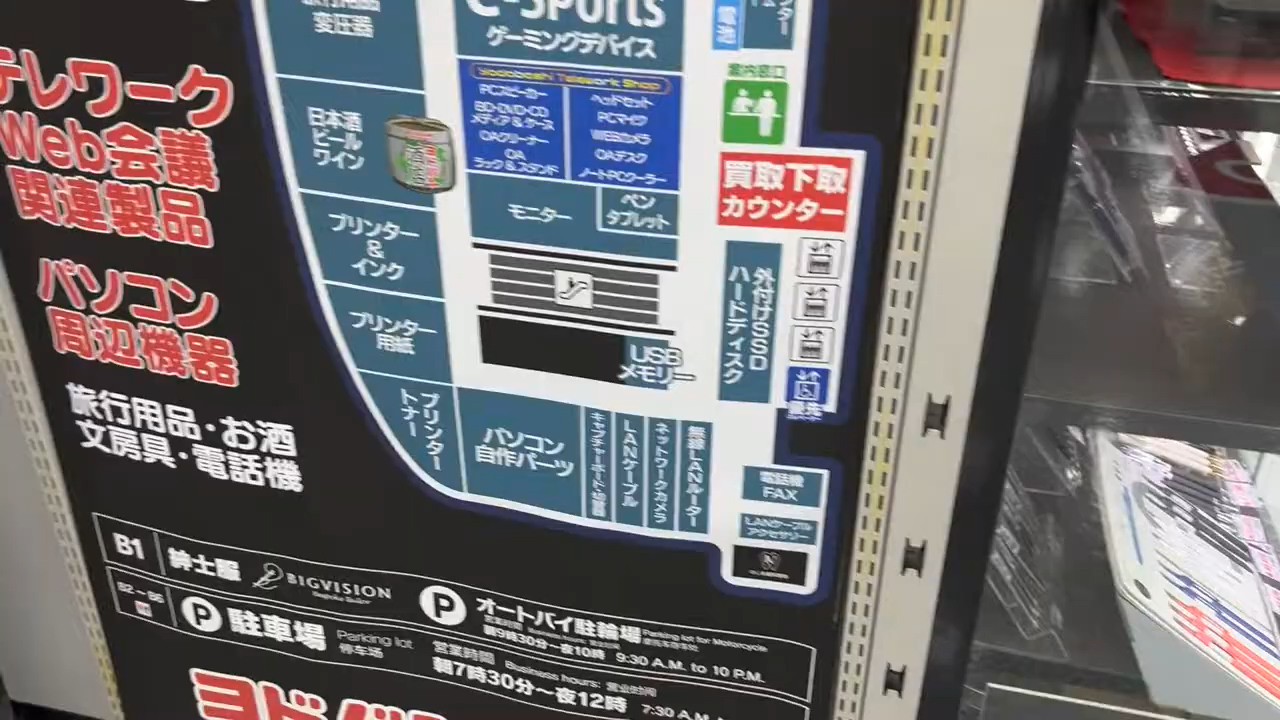 変圧器
e-Sports
ゲーミングデバイス
電池
テレワーク
Web会議
関連製品
パソコン
周辺機器
旅行用品・お酒
文房具・電話機
日本酒
ビール
ワイン
プリンター
&
インク
プリンター
用紙
プリンター
トナー
Yodobashi Telework Shop
PCスピーカー
BD・DVD・CD
メディア & ケース
OAクリーナー
OA
ラック & スタンド
ヘッドセット
PCマイク
WEBカメラ
OAデスク
ノートPCクーラー
モニター
ペン
タブレット
USB
メモリー
パソコン
自作パーツ
キャプチャーボード・切替器
LANケーブル
ネットワークカメラ
無線LANルーター
案内窓口
買取下取
カウンター
外付けSSD
ハードディスク
優先
電話機
FAX
LANケーブル
アクセサリー
B1
紳士服
BIGVISION
P
オートバイ駐輪場
Parking lot for Motorcycle
営業時間
朝9時30分~夜10時
9:30 A.M. to 10 P.M.
B2~B6
P
駐車場
Parking lot
停车场
営業時間
Business hours:
营业时间
朝7時30分~夜12時
7:30 A.M.